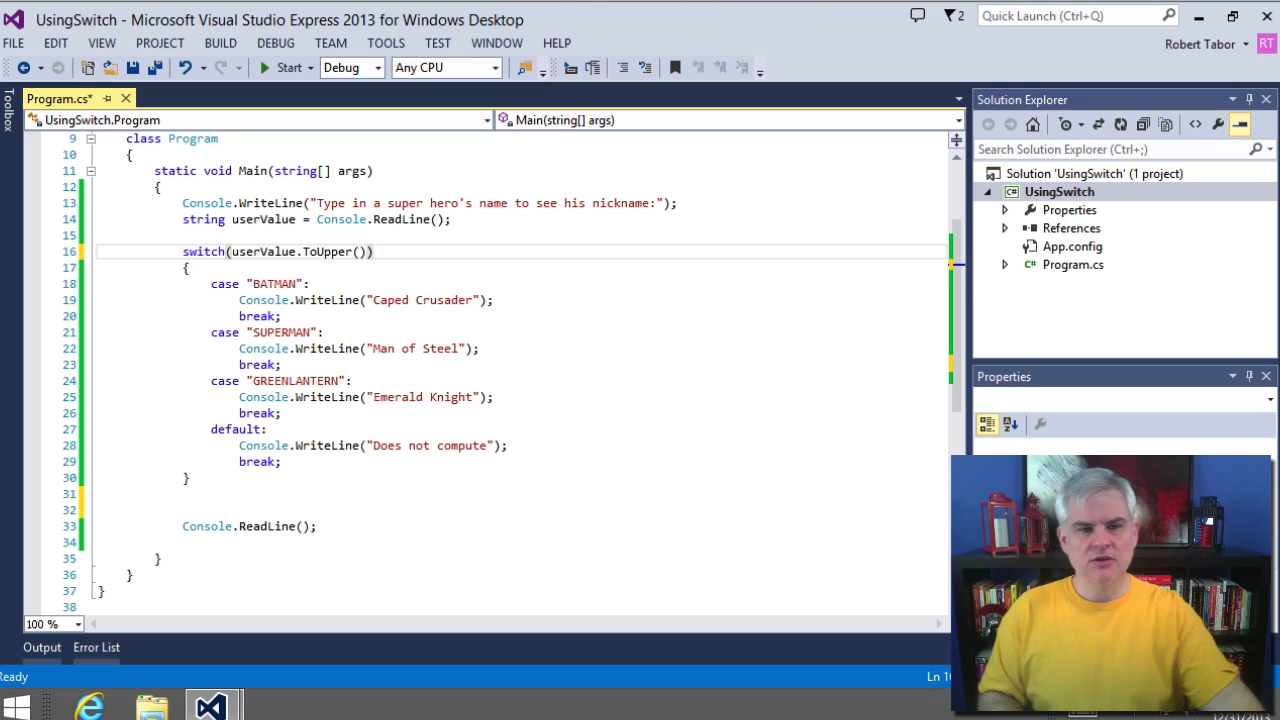 UsingSwitch - Microsoft Visual Studio Express 2013 for Windows Desktop
2
Quick Launch (Ctrl+Q)
FILE EDIT VIEW PROJECT BUILD DEBUG TEAM TOOLS TEST WINDOW HELP
Robert Tabor RT
Start Debug Any CPU
Toolbox
Program.cs*
UsingSwitch.Program
Main(string[] args)
9 class Program
10 {
11 static void Main(string[] args)
12 {
13 Console.WriteLine("Type in a super hero's name to see his nickname:");
14 string userValue = Console.ReadLine();
15
16 switch(userValue.ToUpper())
17 {
18 case "BATMAN":
19 Console.WriteLine("Caped Crusader");
20 break;
21 case "SUPERMAN":
22 Console.WriteLine("Man of Steel");
23 break;
24 case "GREENLANTERN":
25 Console.WriteLine("Emerald Knight");
26 break;
27 default:
28 Console.WriteLine("Does not compute");
29 break;
30 }
31
32
33 Console.ReadLine();
34
35 }
36 }
37 }
38
100 %
Output Error List
Ready
Ln 1
Solution Explorer
Search Solution Explorer (Ctrl+;)
Solution 'UsingSwitch' (1 project)
C# UsingSwitch
Properties
References
App.config
C# Program.cs
Properties
12/31/2013